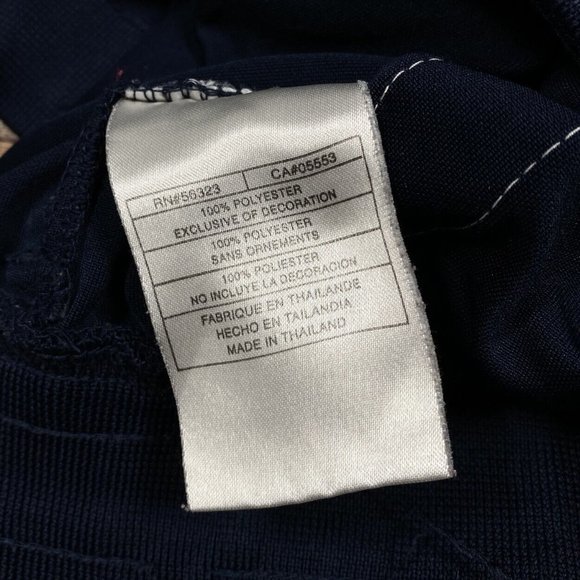 RN#56323 CA#05553
100% POLYESTER
EXCLUSIVE OF DECORATION
100% POLYESTER
SANS ORNEMENTS
100% POLIESTER
NO INCLUYE LA DECORACION
FABRIQUE EN THAILANDE
HECHO EN TAILANDIA
MADE IN THAILAND